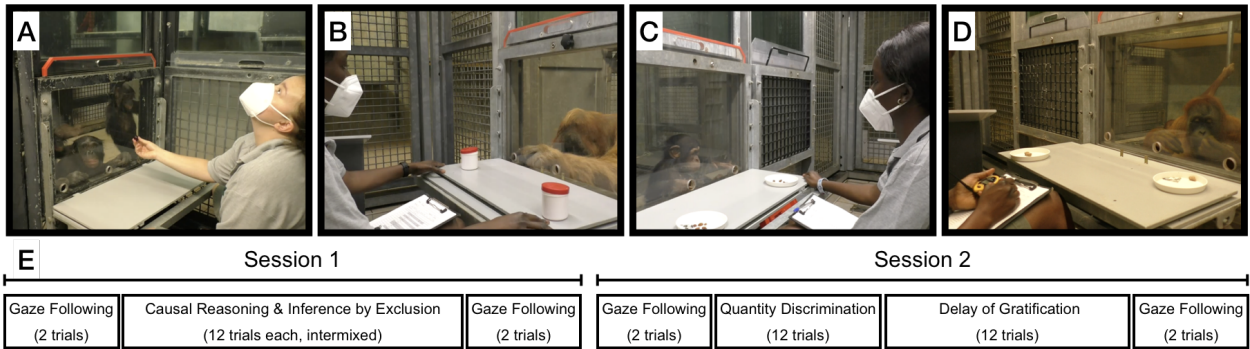 A
B
C
D
E
Session 1
Session 2
Gaze Following
(2 trials)
Causal Reasoning & Inference by Exclusion
(12 trials each, intermixed)
Gaze Following
(2 trials)
Gaze Following
(2 trials)
Quantity Discrimination
(12 trials)
Delay of Gratification
(12 trials)
Gaze Following
(2 trials)